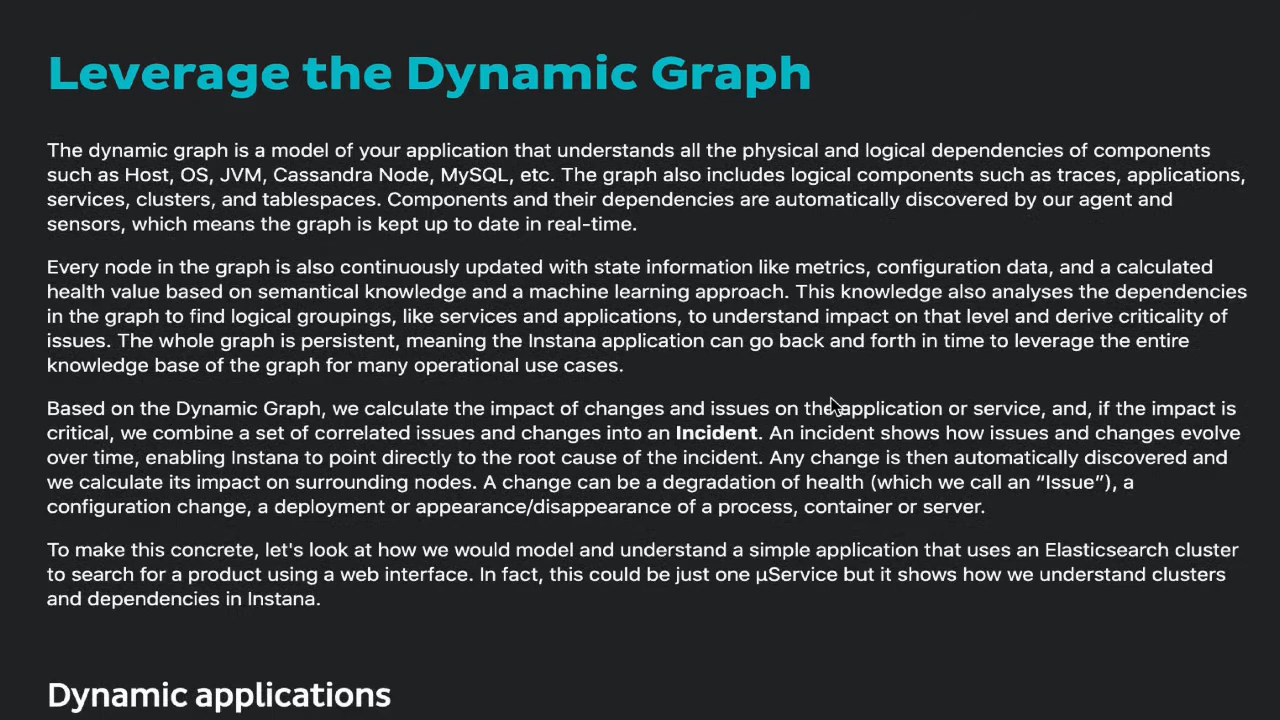 Leverage the Dynamic Graph
The dynamic graph is a model of your application that understands all the physical and logical dependencies of components
such as Host, OS, JVM, Cassandra Node, MySQL, etc. The graph also includes logical components such as traces, applications,
services, clusters, and tablespaces. Components and their dependencies are automatically discovered by our agent and
sensors, which means the graph is kept up to date in real-time.
Every node in the graph is also continuously updated with state information like metrics, configuration data, and a calculated
health value based on semantical knowledge and a machine learning approach. This knowledge also analyses the dependencies
in the graph to find logical groupings, like services and applications, to understand impact on that level and derive criticality of
issues. The whole graph is persistent, meaning the Instana application can go back and forth in time to leverage the entire
knowledge base of the graph for many operational use cases.
Based on the Dynamic Graph, we calculate the impact of changes and issues on the application or service, and, if the impact is
critical, we combine a set of correlated issues and changes into an Incident. An incident shows how issues and changes evolve
over time, enabling Instana to point directly to the root cause of the incident. Any change is then automatically discovered and
we calculate its impact on surrounding nodes. A change can be a degradation of health (which we call an “Issue”), a
configuration change, a deployment or appearance/disappearance of a process, container or server.
To make this concrete, let's look at how we would model and understand a simple application that uses an Elasticsearch cluster
to search for a product using a web interface. In fact, this could be just one µService but it shows how we understand clusters
and dependencies in Instana.
Dynamic applications